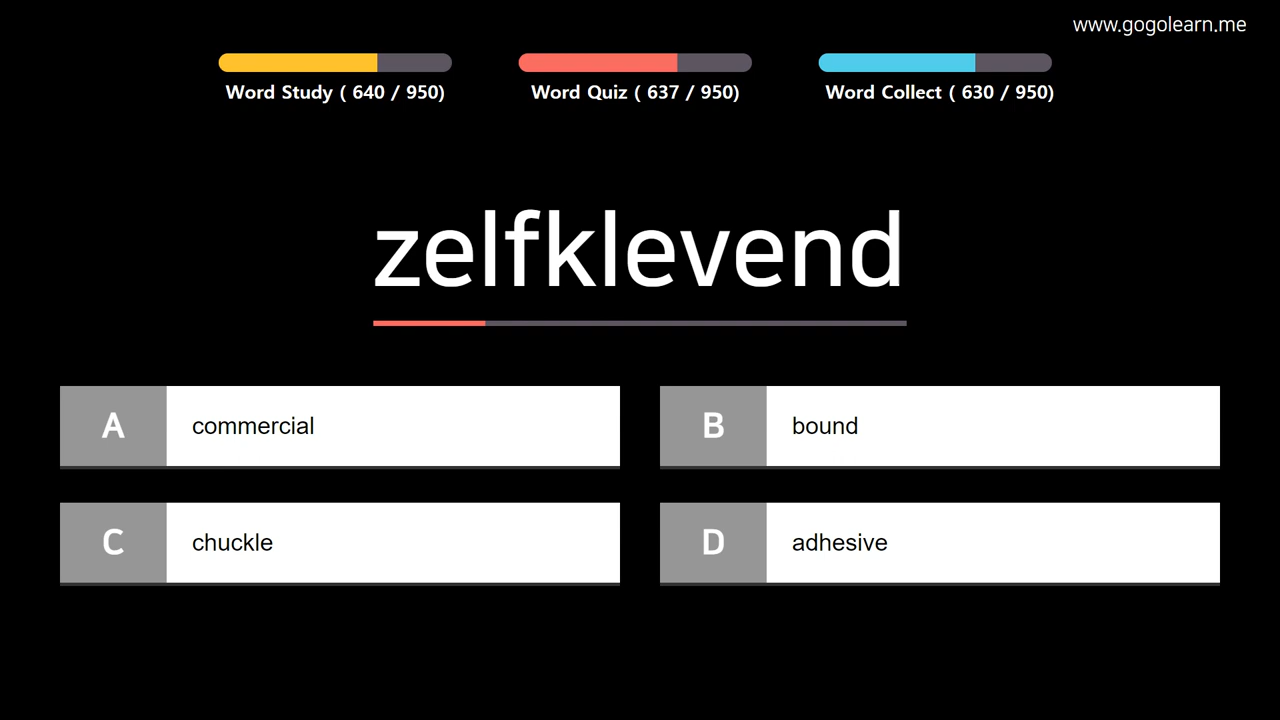 www.gogolearn.me
Word Study ( 640 / 950)
Word Quiz ( 637 / 950)
Word Collect ( 630 / 950)
zelfklevend
A commercial
B bound
C chuckle
D adhesive